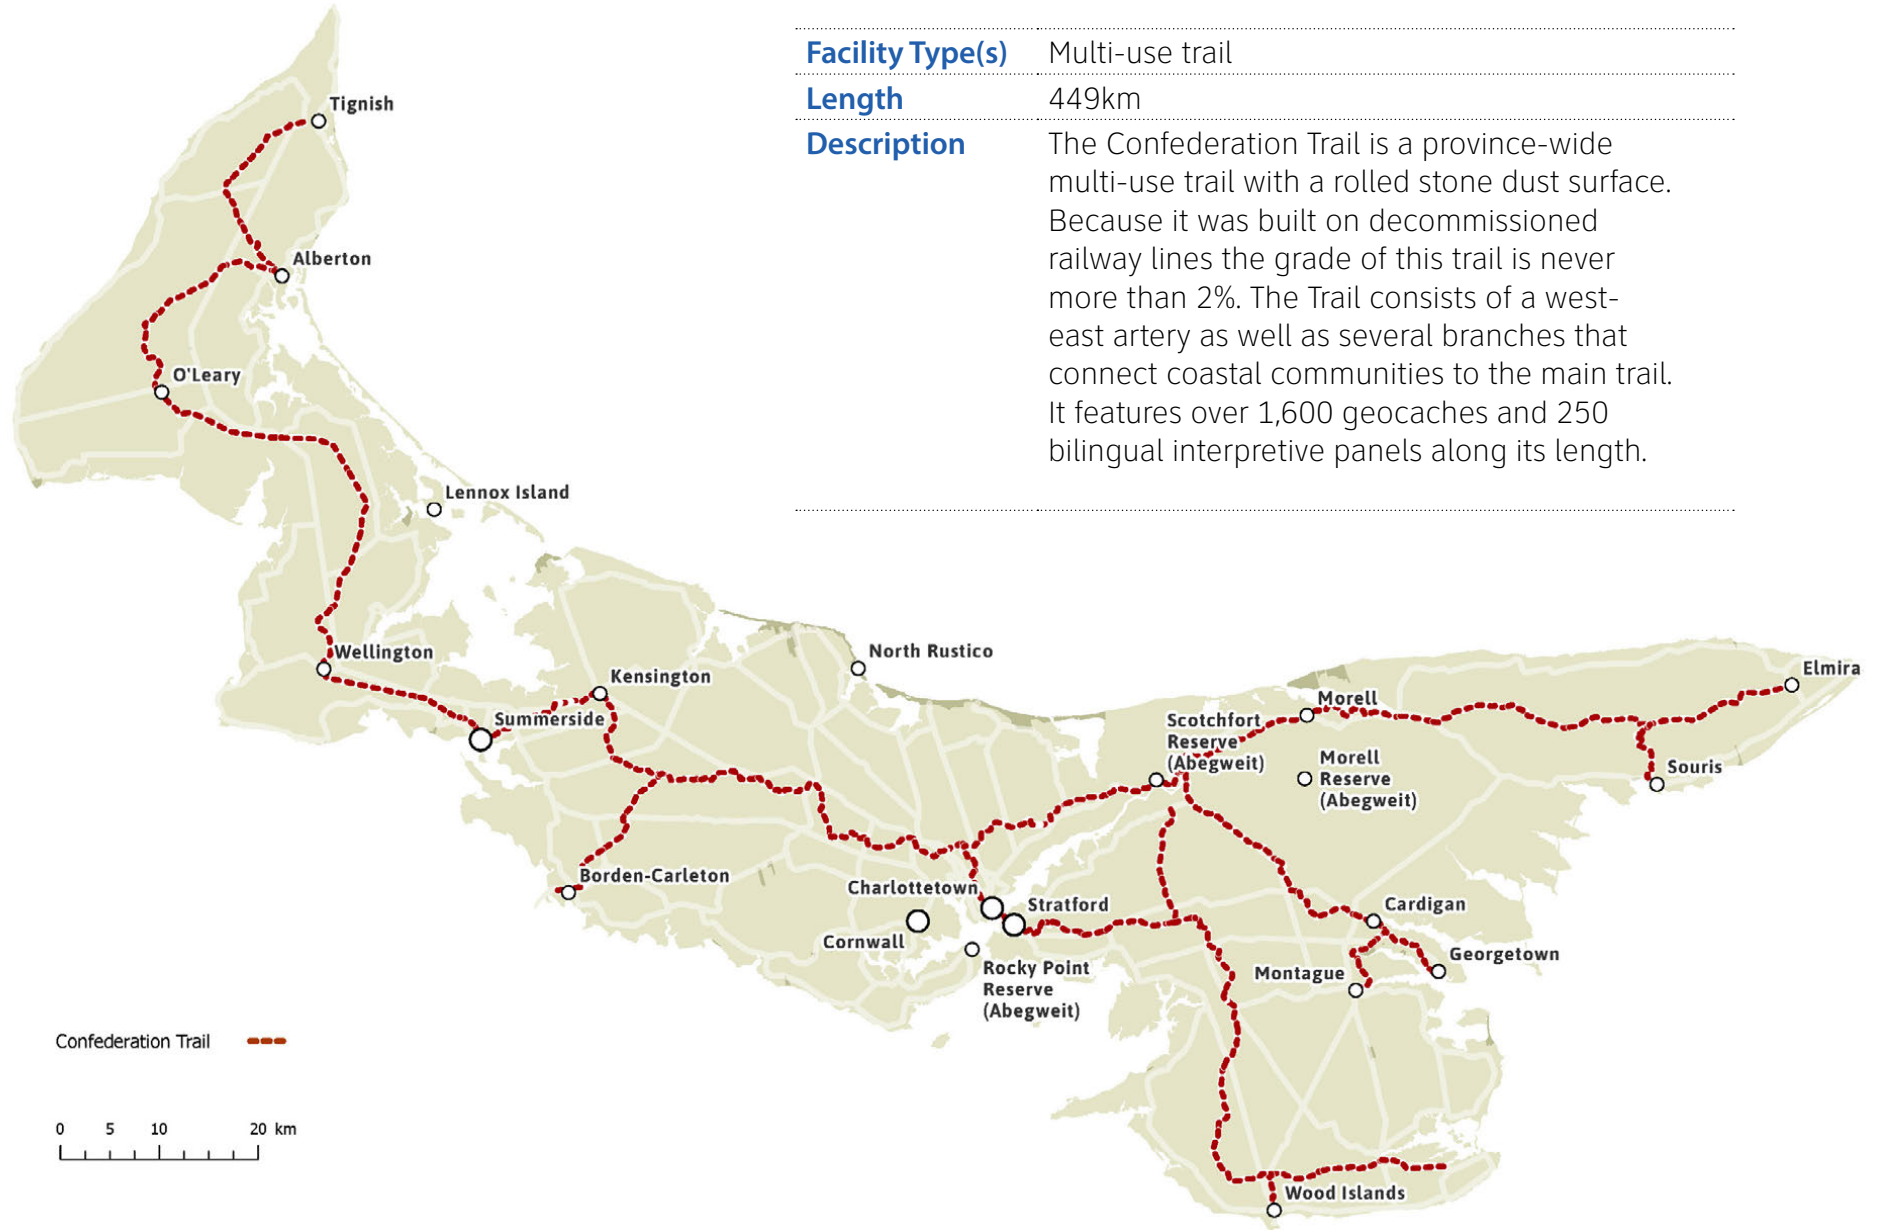 Facility Type(s) Multi-use trail
Length 449km
Description The Confederation Trail is a province-wide
multi-use trail with a rolled stone dust surface.
Because it was built on decommissioned
railway lines the grade of this trail is never
more than 2%. The Trail consists of a west-
east artery as well as several branches that
connect coastal communities to the main trail.
It features over 1,600 geocaches and 250
bilingual interpretive panels along its length.
Tignish
Alberton
O'Leary
Lennox Island
Wellington
Kensington
Summerside
North Rustico
Elmira
Morell
Scotchfort
Reserve
(Abegweit)
Morell
Reserve
(Abegweit)
Souris
Borden-Carleton
Charlottetown
Stratford
Cornwall
Rocky Point
Reserve
(Abegweit)
Cardigan
Georgetown
Montague
Wood Islands
Confederation Trail
0 5 10 20 km